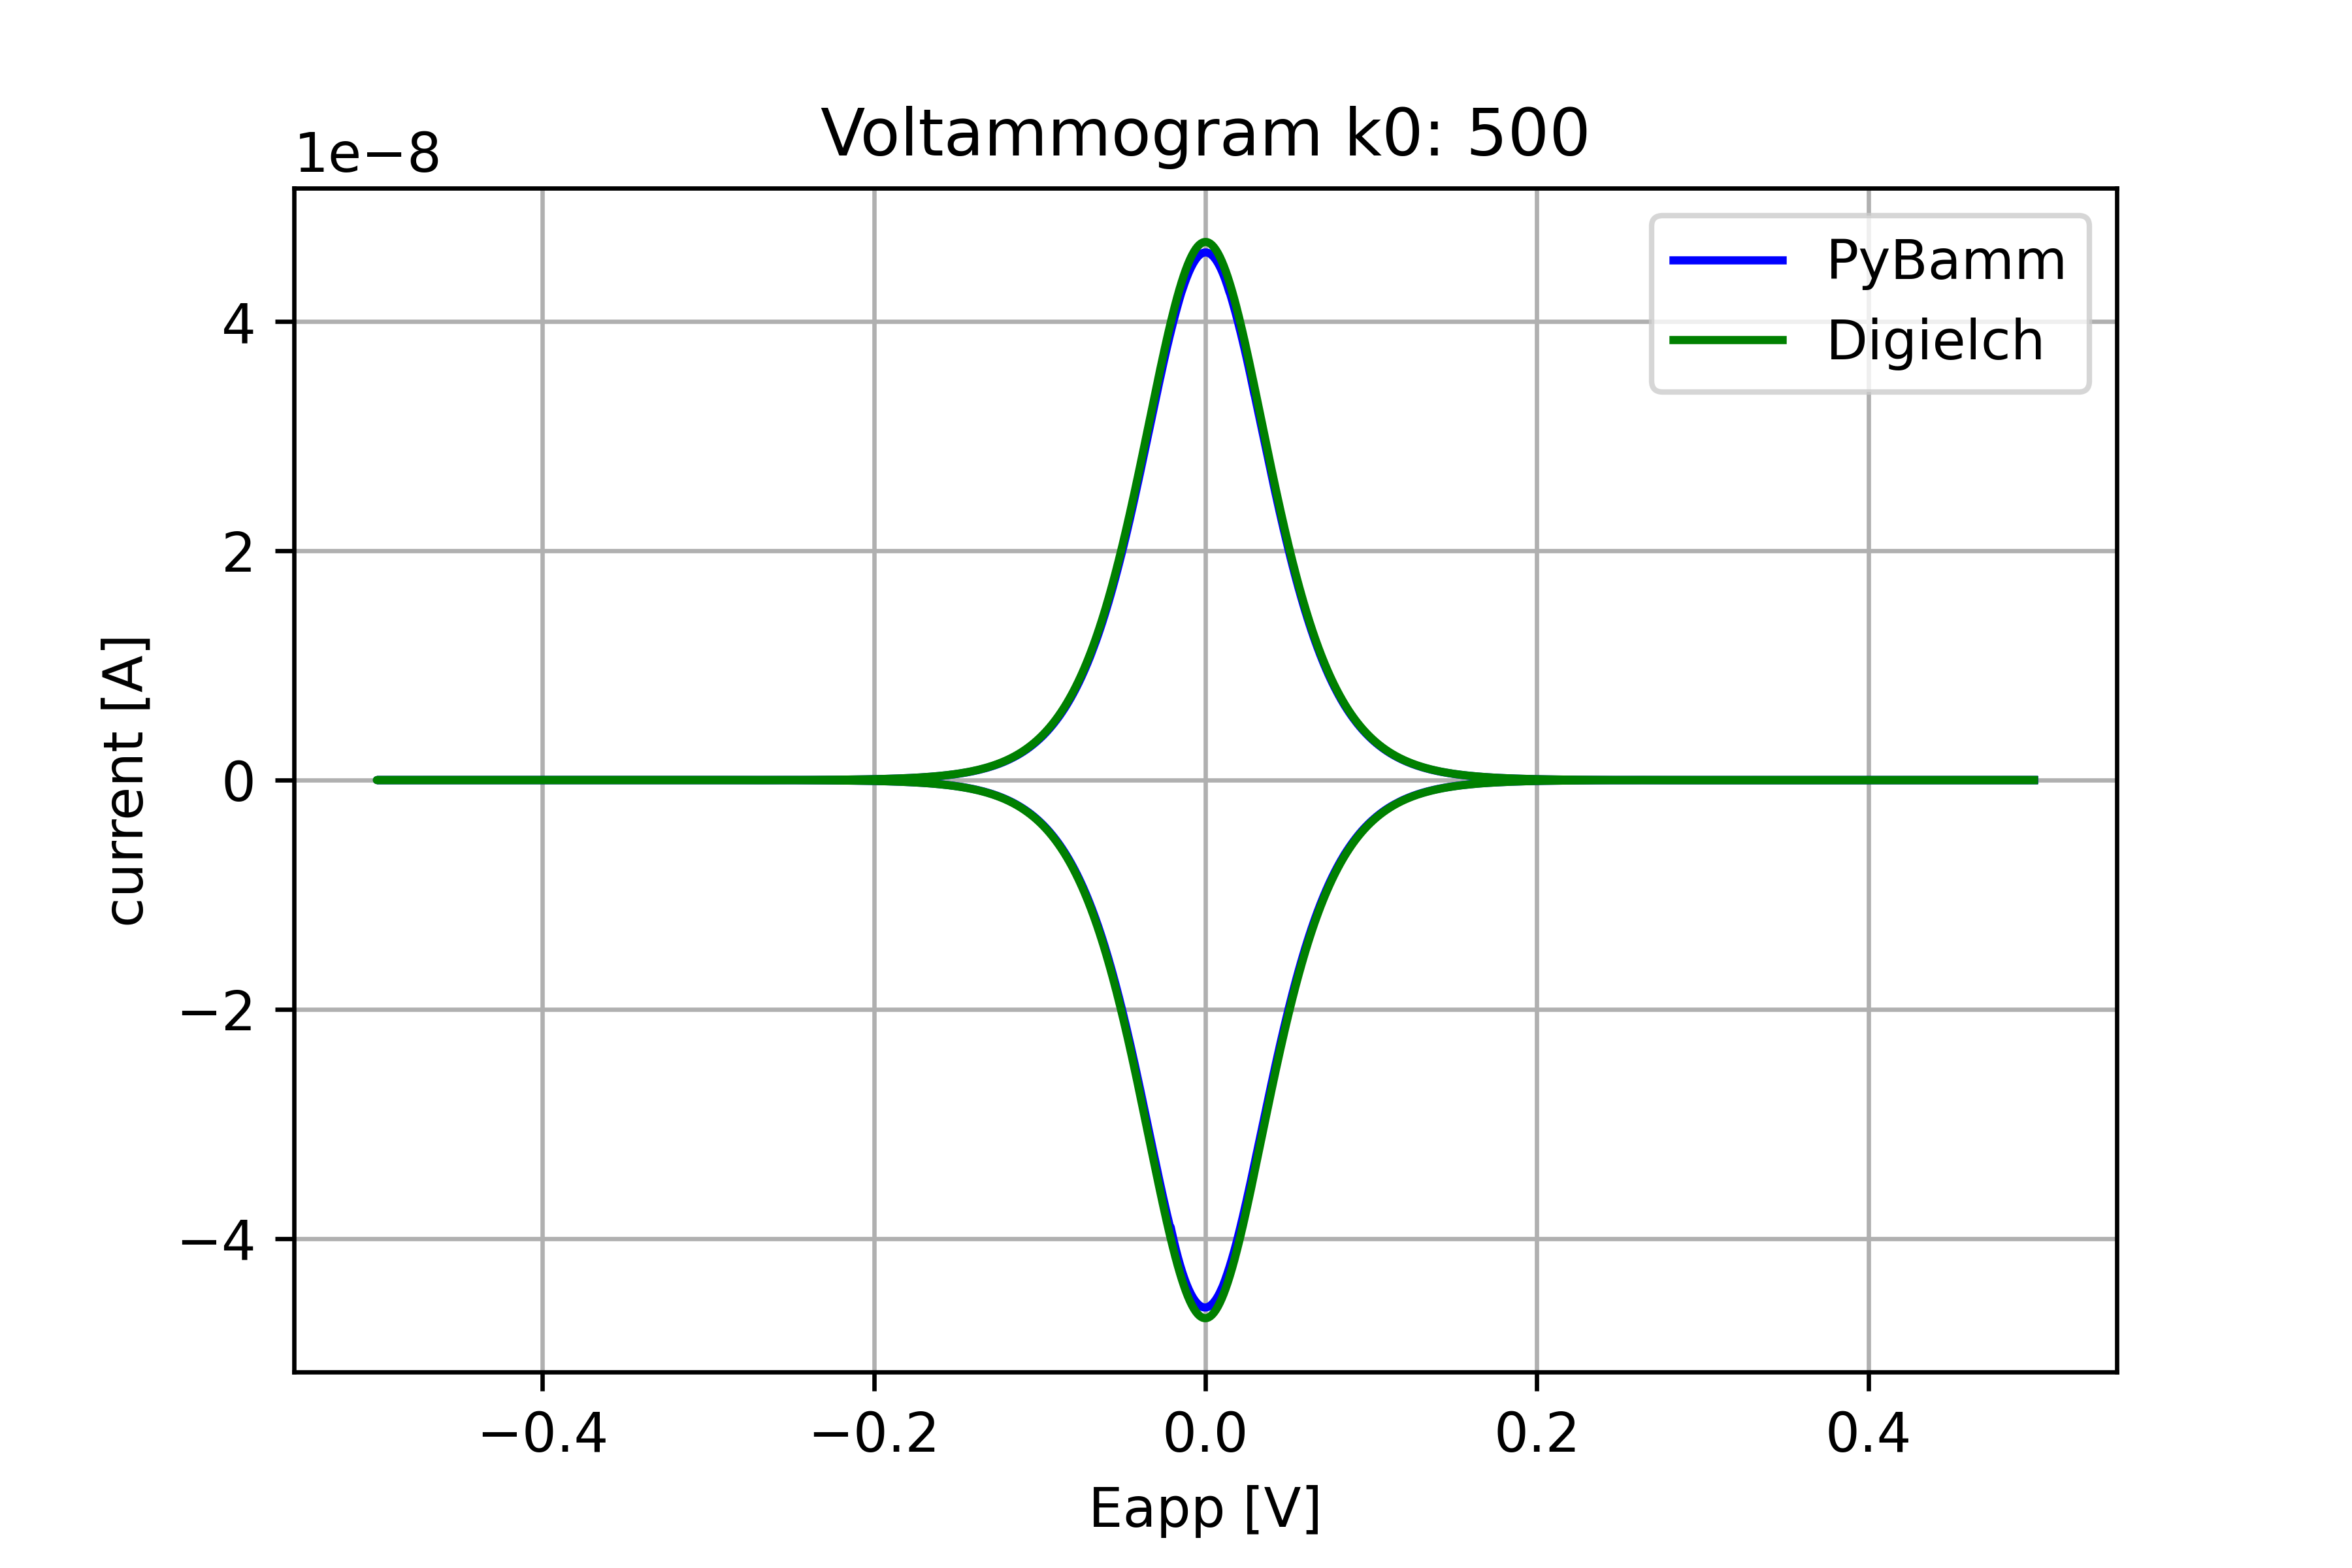 Voltammogram k0: 500
1e−8
PyBamm
Digielch
4
2
0
−2
−4
current [A]
−0.4 −0.2 0.0 0.2 0.4
Eapp [V]